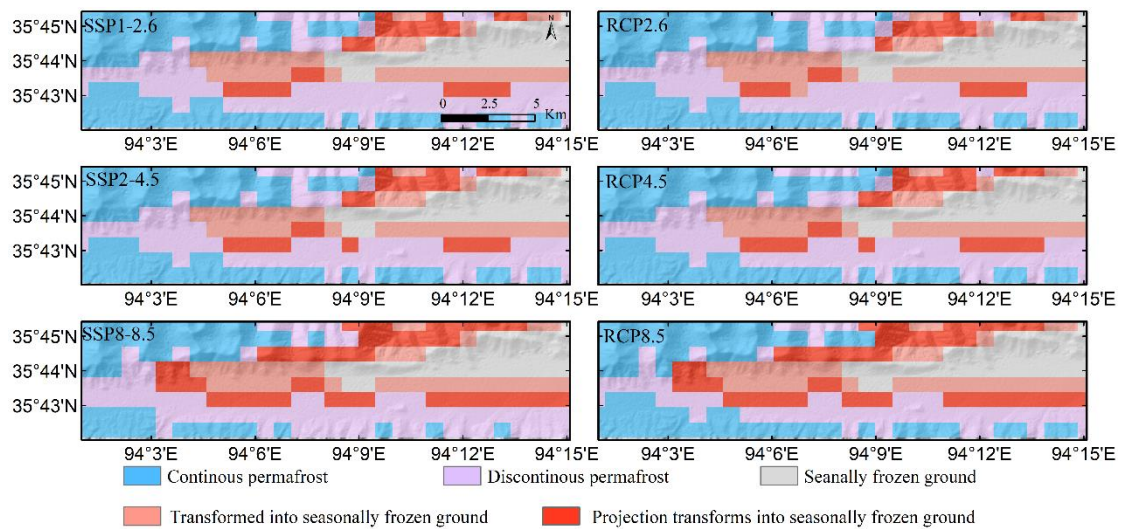 SSP1-2.6
RCP2.6
N
35°45'N
35°44'N
35°43'N
0 2.5 5
Km
94°3'E 94°6'E 94°9'E 94°12'E 94°15'E 94°3'E 94°6'E 94°9'E 94°12'E 94°15'E
SSP2-4.5
RCP4.5
35°45'N
35°44'N
35°43'N
94°3'E 94°6'E 94°9'E 94°12'E 94°15'E 94°3'E 94°6'E 94°9'E 94°12'E 94°15'E
SSP8-8.5
RCP8.5
35°45'N
35°44'N
35°43'N
94°3'E 94°6'E 94°9'E 94°12'E 94°15'E 94°3'E 94°6'E 94°9'E 94°12'E 94°15'E
Continous permafrost Discontinous permafrost Seanally frozen ground
Transformed into seasonally frozen ground Projection transforms into seasonally frozen ground